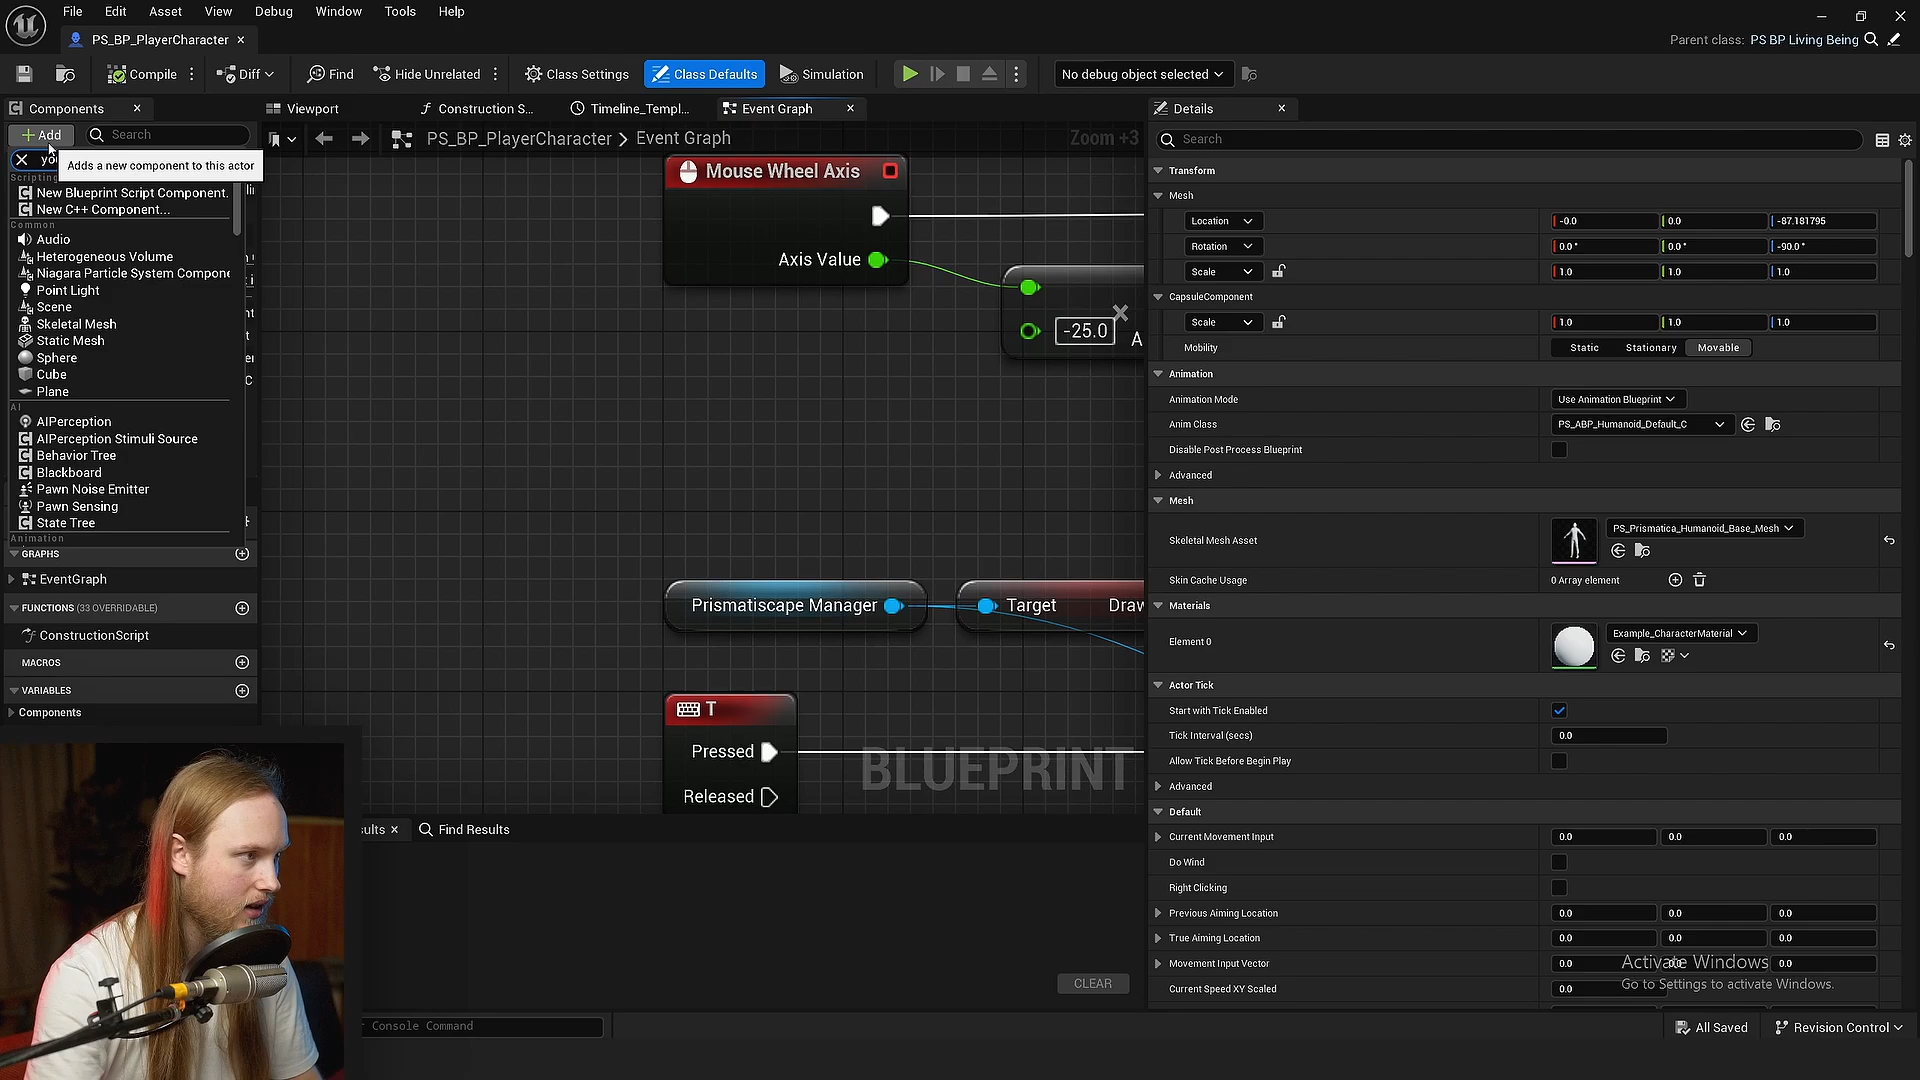 File Edit Asset View Debug Window Tools Help
PS_BP_PlayerCharacter
Parent class: PS BP Living Being
Compile Diff Find Hide Unrelated Class Settings Class Defaults Simulation No debug object selected
Components Viewport Construction S... Timeline_Templ... Event Graph Details
Add Search PS_BP_PlayerCharacter > Event Graph Zoom +3 Search
Adds a new component to this actor
Scripting
New Blueprint Script Component.
New C++ Component...
Common
Audio
Heterogeneous Volume
Niagara Particle System Compone
Point Light
Scene
Skeletal Mesh
Static Mesh
Sphere
Cube
Plane
AI
AIPerception
AIPerception Stimuli Source
Behavior Tree
Blackboard
Pawn Noise Emitter
Pawn Sensing
State Tree
Animation
GRAPHS
EventGraph
FUNCTIONS (33 OVERRIDABLE)
ConstructionScript
MACROS
VARIABLES
Components
Mouse Wheel Axis
Axis Value
-25.0
A
Prismatiscape Manager
Target Draw
T
Pressed
Released
BLUEPRINT
sults Find Results
CLEAR
Console Command
Transform
Mesh
Location -0.0 0.0 -87.181795
Rotation 0.0° 0.0° -90.0°
Scale 1.0 1.0 1.0
CapsuleComponent
Scale 1.0 1.0 1.0
Mobility Static Stationary Movable
Animation
Animation Mode Use Animation Blueprint
Anim Class PS_ABP_Humanoid_Default_C
Disable Post Process Blueprint
Advanced
Mesh
Skeletal Mesh Asset PS_Prismatica_Humanoid_Base_Mesh
Skin Cache Usage 0 Array element
Materials
Element 0 Example_CharacterMaterial
Actor Tick
Start with Tick Enabled
Tick Interval (secs) 0.0
Allow Tick Before Begin Play
Advanced
Default
Current Movement Input 0.0 0.0 0.0
Do Wind
Right Clicking
Previous Aiming Location 0.0 0.0 0.0
True Aiming Location 0.0 0.0 0.0
Movement Input Vector 0.0 0.0 0.0
Current Speed XY Scaled 0.0
Activate Windows
Go to Settings to activate Windows.
All Saved Revision Control